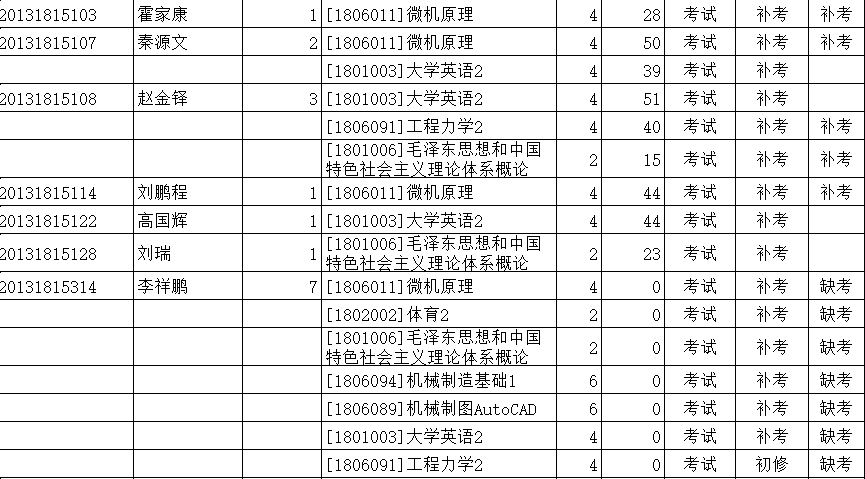 20131815103 霍家康 1 [1806011]微机原理 4 28 考试 补考 补考
20131815107 秦源文 2 [1806011]微机原理 4 50 考试 补考 补考
[1801003]大学英语2 4 39 考试 补考
20131815108 赵金铎 3 [1801003]大学英语2 4 51 考试 补考
[1806091]工程力学2 4 40 考试 补考 补考
[1801006]毛泽东思想和中国
特色社会主义理论体系概论 2 15 考试 补考 补考
20131815114 刘鹏程 1 [1806011]微机原理 4 44 考试 补考 补考
20131815122 高国辉 1 [1801003]大学英语2 4 44 考试 补考
[1801006]毛泽东思想和中国
20131815128 刘瑞 1 特色社会主义理论体系概论 2 23 考试 补考
20131815314 李祥鹏 7 [1806011]微机原理 4 0 考试 补考 缺考
[1802002]体育2 2 0 考试 补考 缺考
[1801006]毛泽东思想和中国
特色社会主义理论体系概论 2 0 考试 补考 缺考
[1806094]机械制造基础1 6 0 考试 补考 缺考
[1806089]机械制图AutoCAD 6 0 考试 补考 缺考
[1801003]大学英语2 4 0 考试 补考 缺考
[1806091]工程力学2 4 0 考试 初修 缺考